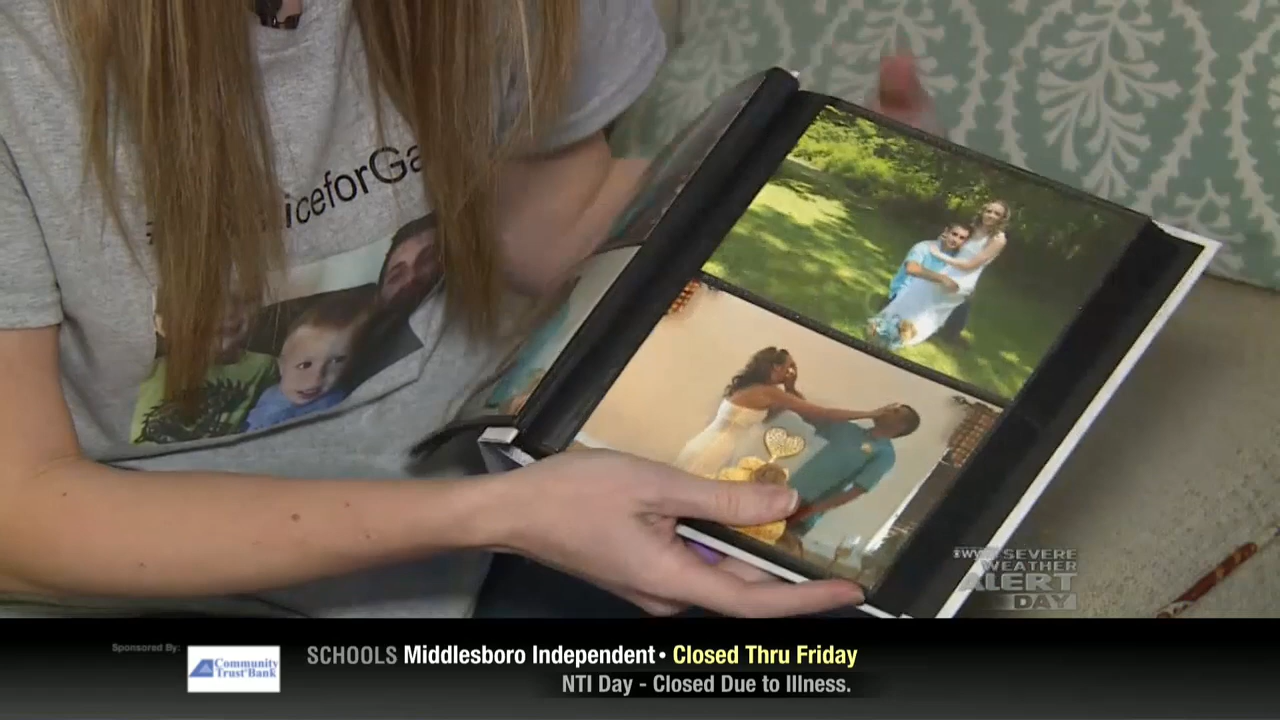 iceforGa
SEVERE
WEATHER
ALERT
DAY
Sponsored By:
Community
Trust Bank
SCHOOLS Middlesboro Independent • Closed Thru Friday
NTI Day - Closed Due to Illness.